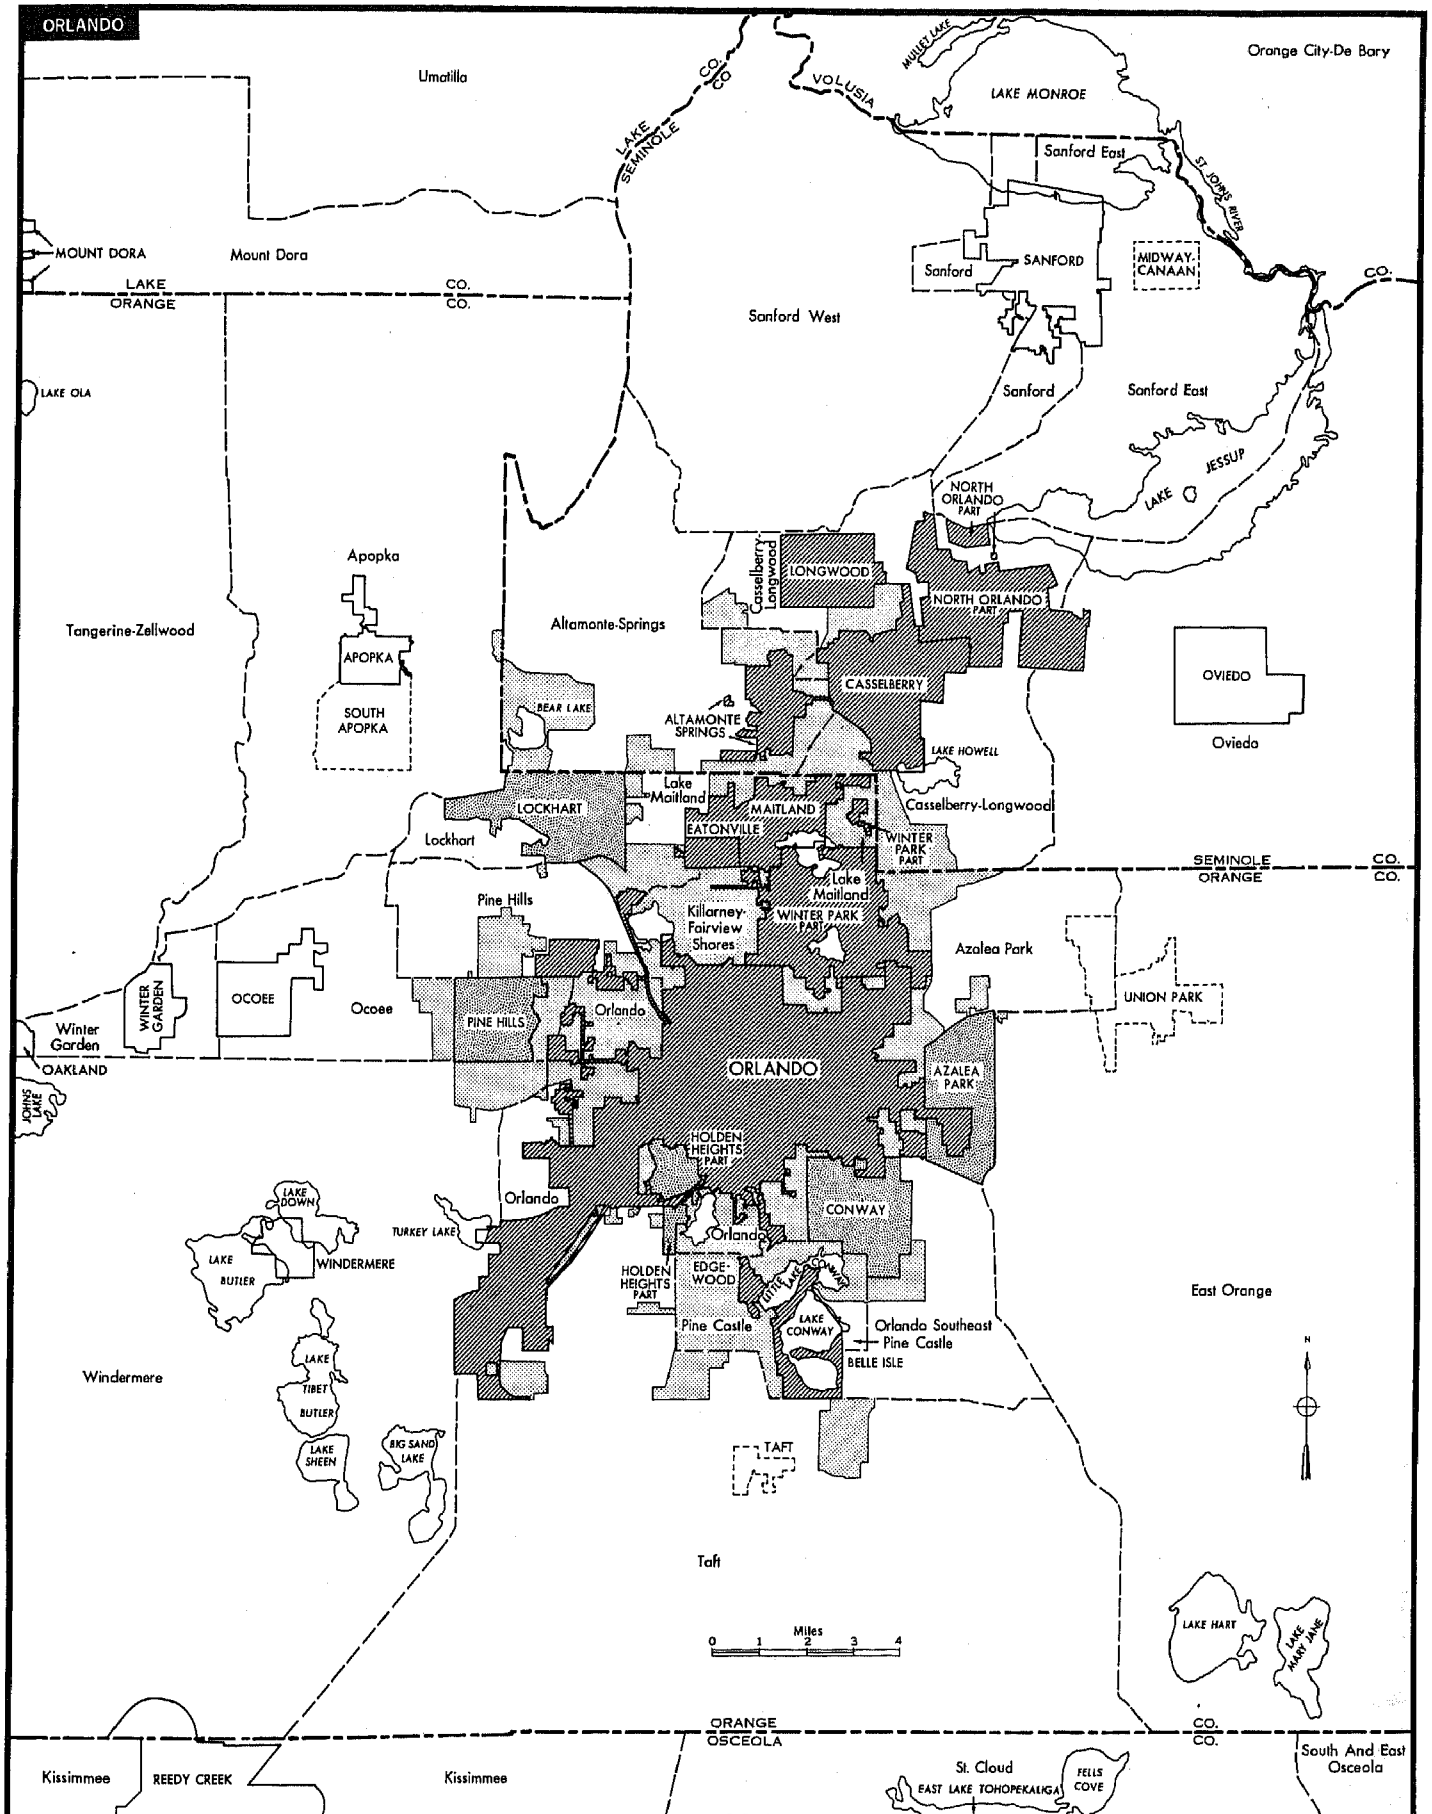 ORLANDO
Umatilla
CO.
CO
LAKE
SEMINOLE
VOLUSIA
MULLET LAKE
LAKE MONROE
Orange City-De Bary
Sanford East
ST. JOHNS RIVER
MOUNT DORA
Mount Dora
Sanford
SANFORD
MIDWAY-
CANAAN
CO.
LAKE
CO.
ORANGE
CO.
Sanford West
LAKE OLA
Sanford
Sanford East
LAKE JESSUP
NORTH
ORLANDO
PART
Apopka
Casselberry-
Longwood
LONGWOOD
NORTH ORLANDO
PART
Tangerine-Zellwood
Altamonte-Springs
APOPKA
OVIEDO
CASSELBERRY
SOUTH
APOPKA
BEAR LAKE
ALTAMONTE
SPRINGS
Oviedo
LAKE HOWELL
Lake
Maitland
LOCKHART
MAITLAND
Casselberry-Longwood
EATONVILLE
Lockhart
WINTER
PARK
PART
SEMINOLE
CO.
ORANGE
CO.
Lake
Maitland
Pine Hills
Killarney-
Fairview
Shores
WINTER PARK
PART
Azalea Park
WINTER
GARDEN
OCOEE
Ocoee
Orlando
UNION PARK
PINE HILLS
Winter
Garden
OAKLAND
ORLANDO
AZALEA
PARK
JOHNS
LAKE
HOLDEN
HEIGHTS
PART
LAKE
DOWN
Orlando
CONWAY
TURKEY LAKE
Orlando
LAKE
BUTLER
WINDERMERE
HOLDEN
HEIGHTS
PART
EDGE-
WOOD
LITTLE LAKE CONWAY
East Orange
Pine Castle
LAKE
CONWAY
Orlando Southeast
Pine Castle
BELLE ISLE
N
LAKE
TIBET
BUTLER
Windermere
LAKE
SHEEN
BIG SAND
LAKE
TAFT
Taft
LAKE HART
LAKE
MARY JANE
Miles
0 1 2 3 4
ORANGE
CO.
OSCEOLA
CO.
Kissimmee
REEDY CREEK
Kissimmee
St. Cloud
EAST LAKE TOHOPEKALIGA
FELLS
COVE
South And East
Osceola